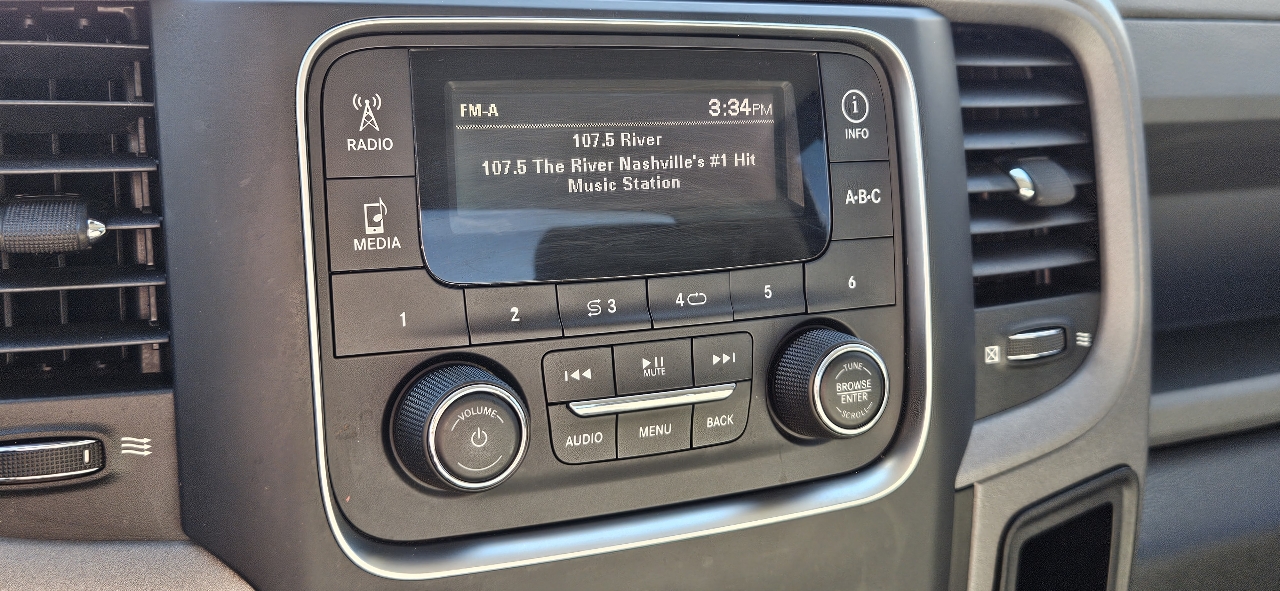 RADIO
MEDIA
FM-A 3:34PM
107.5 River
107.5 The River Nashville's #1 Hit
Music Station
INFO
A•B•C
1
2
3
4
5
6
VOLUME
MUTE
AUDIO
MENU
BACK
TUNE
BROWSE
ENTER
SCROLL